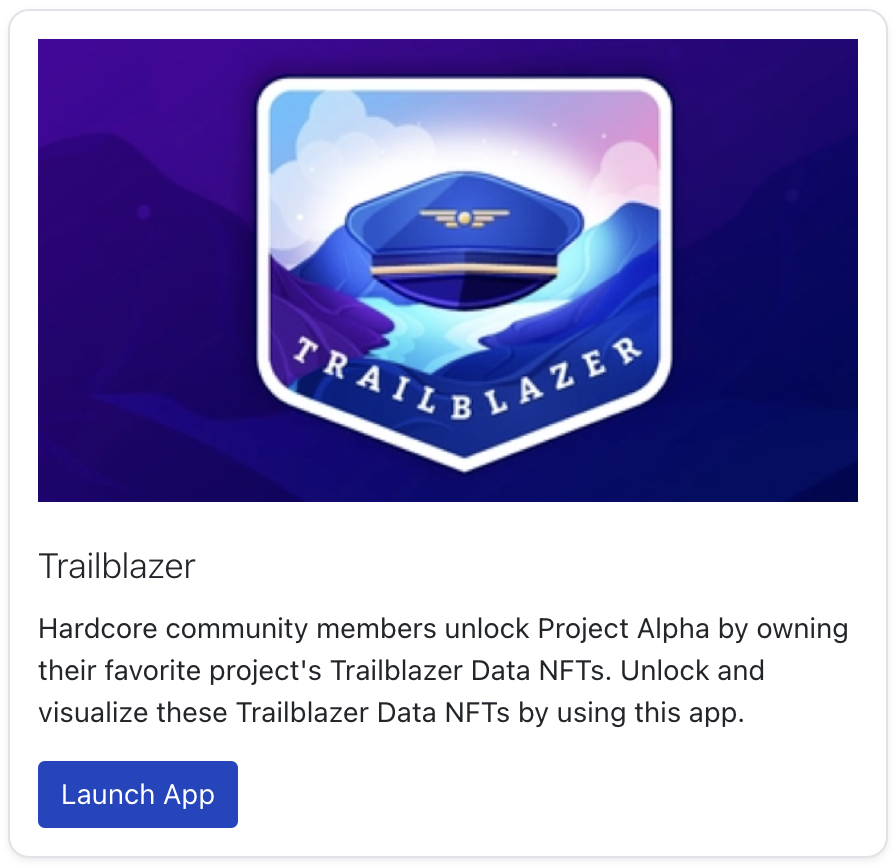 TRAILBLAZER
Trailblazer
Hardcore community members unlock Project Alpha by owning
their favorite project's Trailblazer Data NFTs. Unlock and
visualize these Trailblazer Data NFTs by using this app.
Launch App